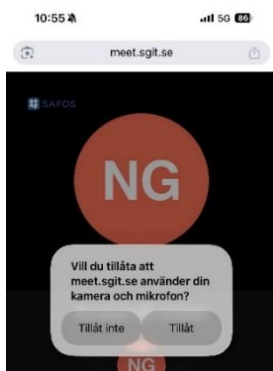 10:55
5G 86
meet.sgit.se
SAFOS
NG
Vill du tillåta att
meet.sgit.se använder din
kamera och mikrofon?
Tillåt inte
Tillåt
NG